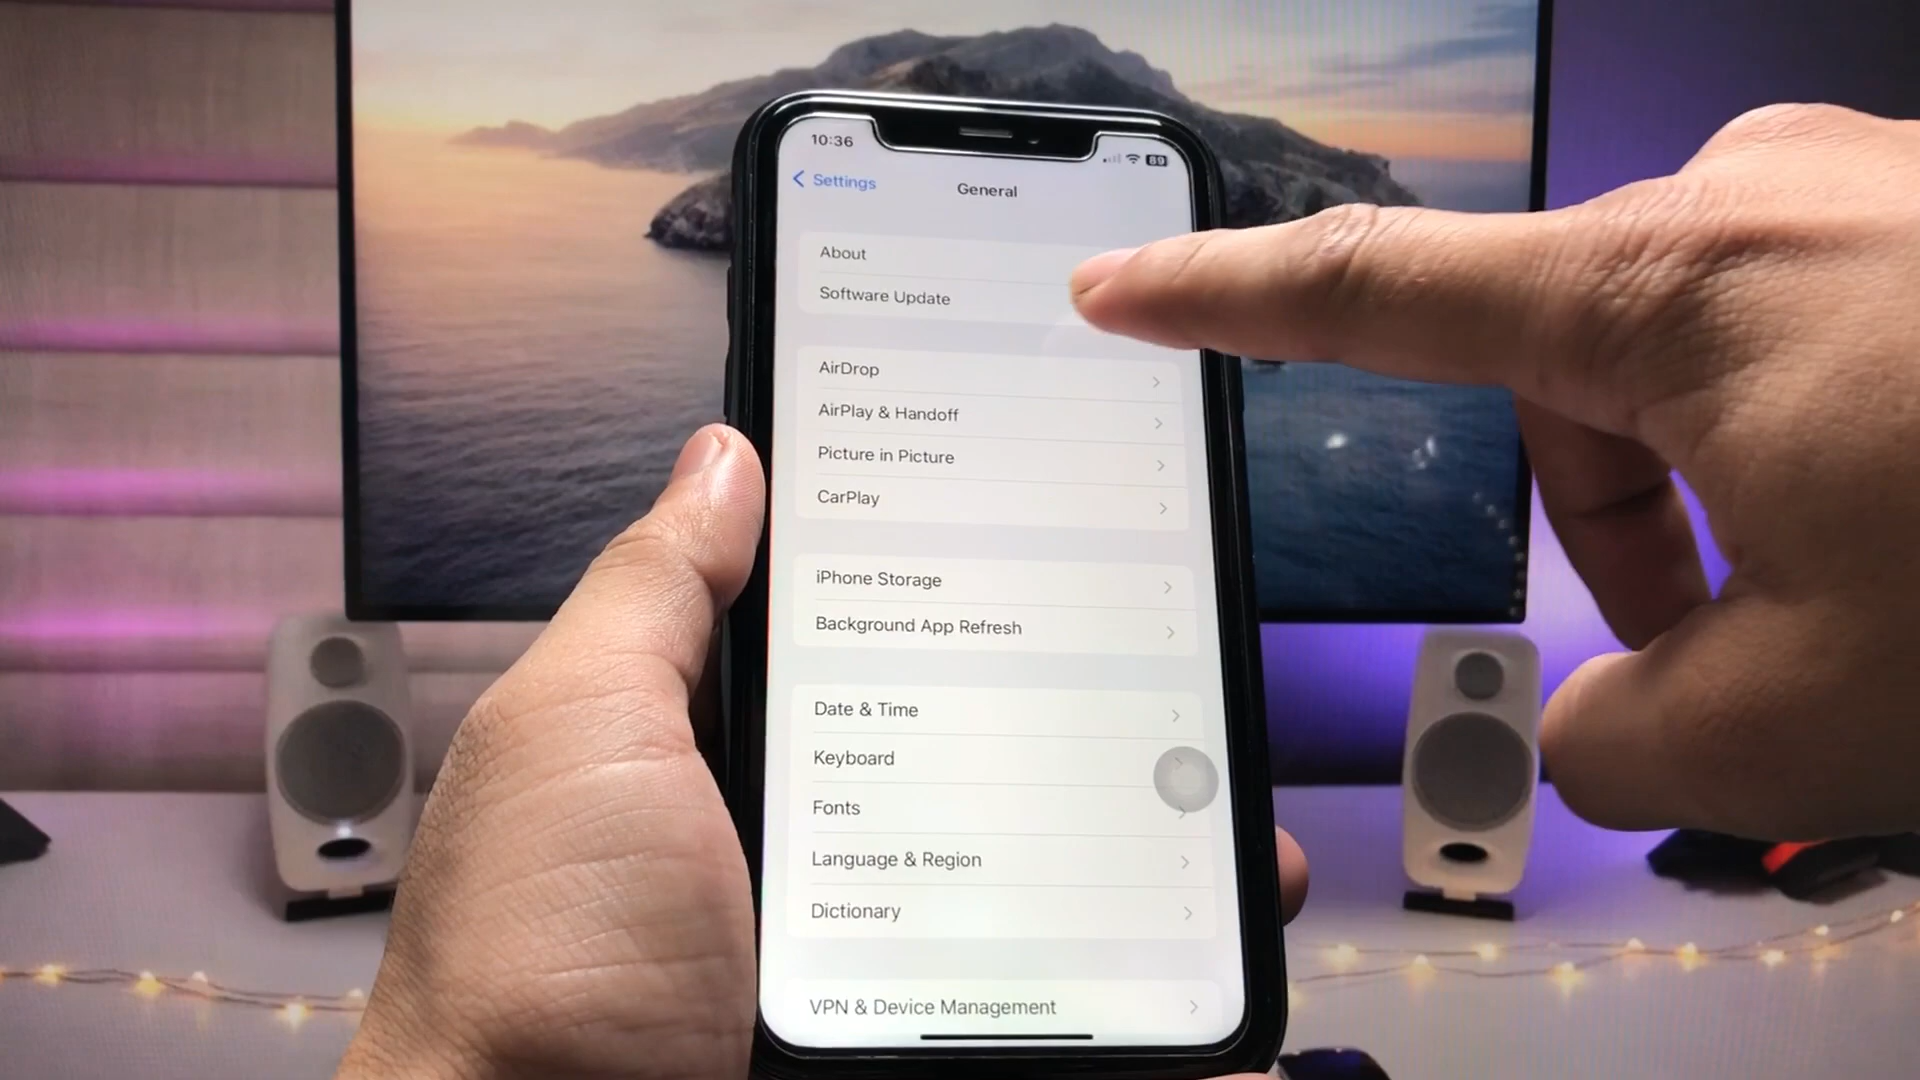 10:36
89
Settings
General
About
Software Update
AirDrop
AirPlay & Handoff
Picture in Picture
CarPlay
iPhone Storage
Background App Refresh
Date & Time
Keyboard
Fonts
Language & Region
Dictionary
VPN & Device Management